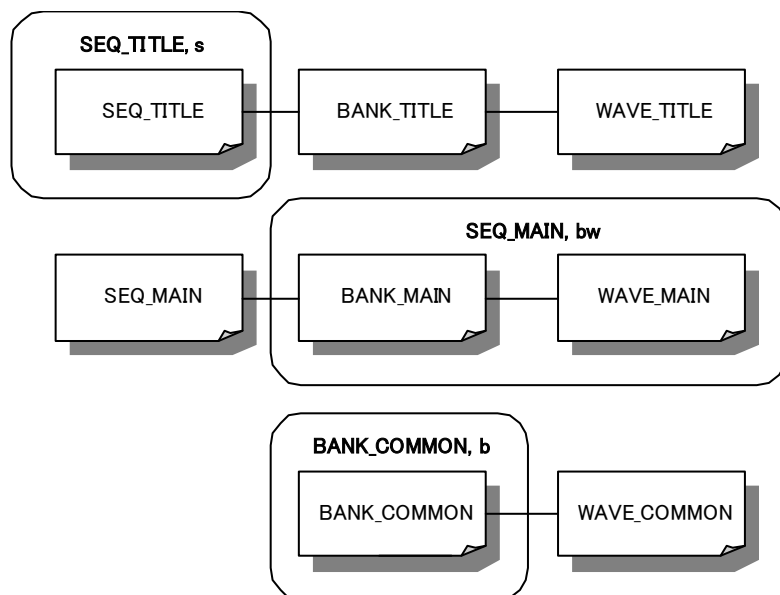 SEQ_TITLE, s
SEQ_TITLE
BANK_TITLE
WAVE_TITLE
SEQ_MAIN, bw
SEQ_MAIN
BANK_MAIN
WAVE_MAIN
BANK_COMMON, b
BANK_COMMON
WAVE_COMMON